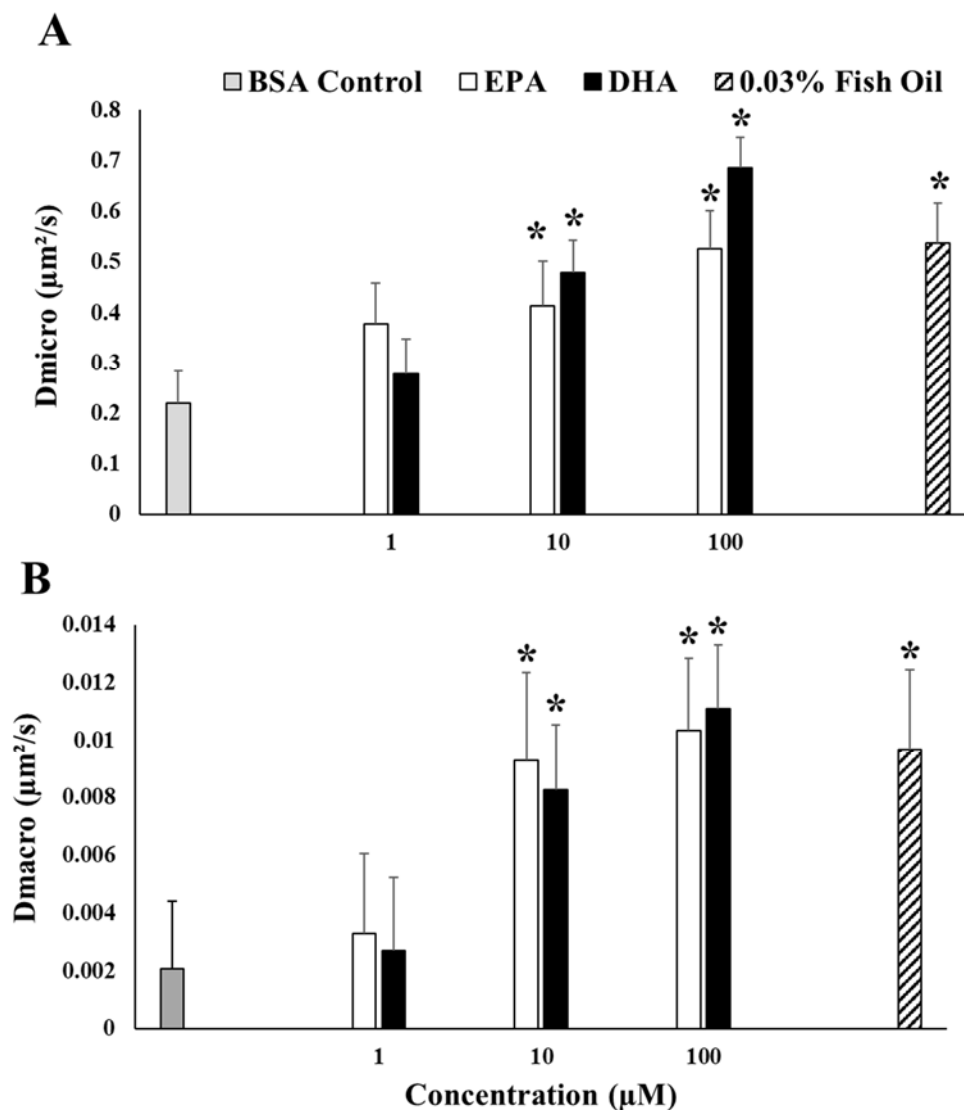 A
BSA Control EPA DHA 0.03% Fish Oil
Dmicro (µm²/s)
0.8
0.7
0.6
0.5
0.4
0.3
0.2
0.1
0
* * * * *
1 10 100
B
Dmacro (µm²/s)
0.014
0.012
0.01
0.008
0.006
0.004
0.002
0
* * * * *
1 10 100
Concentration (µM)